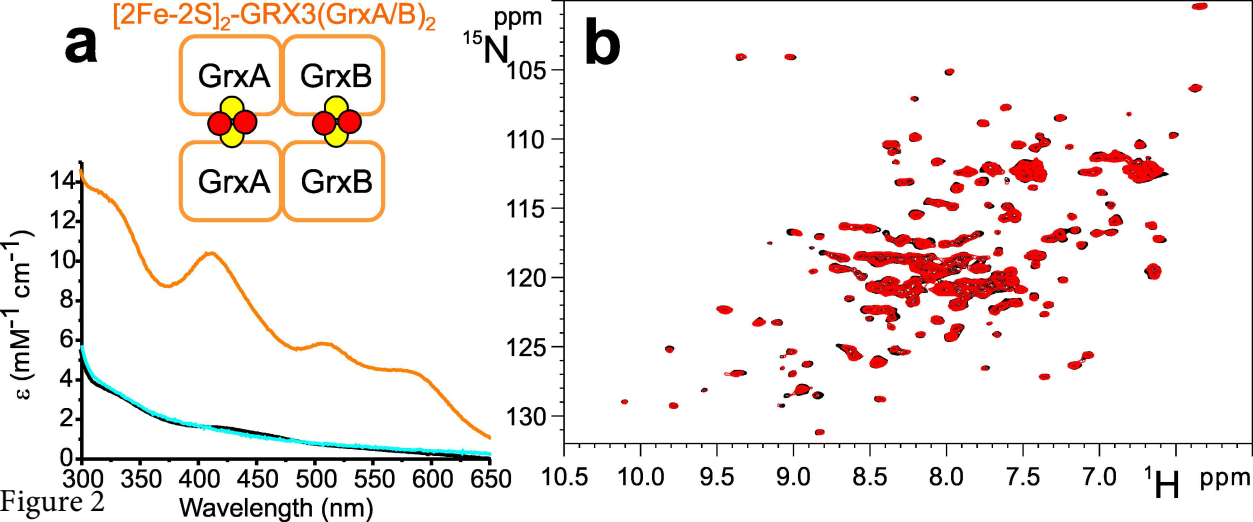 [2Fe-2S]₂-GRX3(GrxA/B)₂
a
GrxA GrxB
GrxA GrxB
14
12
10
8
6
4
2
0
ε (mM⁻¹ cm⁻¹)
300 350 400 450 500 550 600 650
Wavelength (nm)
Figure 2
b
ppm
¹⁵N
105
110
115
120
125
130
10.5 10.0 9.5 9.0 8.5 8.0 7.5 7.0 ¹H ppm